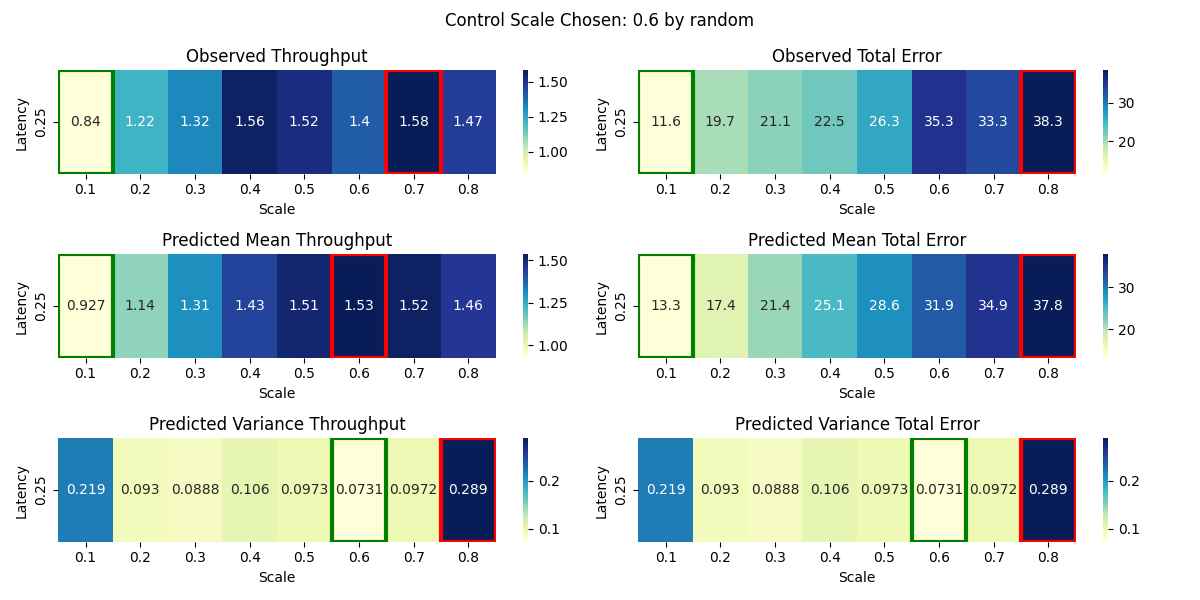 Control Scale Chosen: 0.6 by random
Observed Throughput
Latency
0.25
0.84 1.22 1.32 1.56 1.52 1.4 1.58 1.47
0.1 0.2 0.3 0.4 0.5 0.6 0.7 0.8
Scale
1.50
1.25
1.00
Observed Total Error
Latency
0.25
11.6 19.7 21.1 22.5 26.3 35.3 33.3 38.3
0.1 0.2 0.3 0.4 0.5 0.6 0.7 0.8
Scale
30
20
Predicted Mean Throughput
Latency
0.25
0.927 1.14 1.31 1.43 1.51 1.53 1.52 1.46
0.1 0.2 0.3 0.4 0.5 0.6 0.7 0.8
Scale
1.50
1.25
1.00
Predicted Mean Total Error
Latency
0.25
13.3 17.4 21.4 25.1 28.6 31.9 34.9 37.8
0.1 0.2 0.3 0.4 0.5 0.6 0.7 0.8
Scale
30
20
Predicted Variance Throughput
Latency
0.25
0.219 0.093 0.0888 0.106 0.0973 0.0731 0.0972 0.289
0.1 0.2 0.3 0.4 0.5 0.6 0.7 0.8
Scale
0.2
0.1
Predicted Variance Total Error
Latency
0.25
0.219 0.093 0.0888 0.106 0.0973 0.0731 0.0972 0.289
0.1 0.2 0.3 0.4 0.5 0.6 0.7 0.8
Scale
0.2
0.1